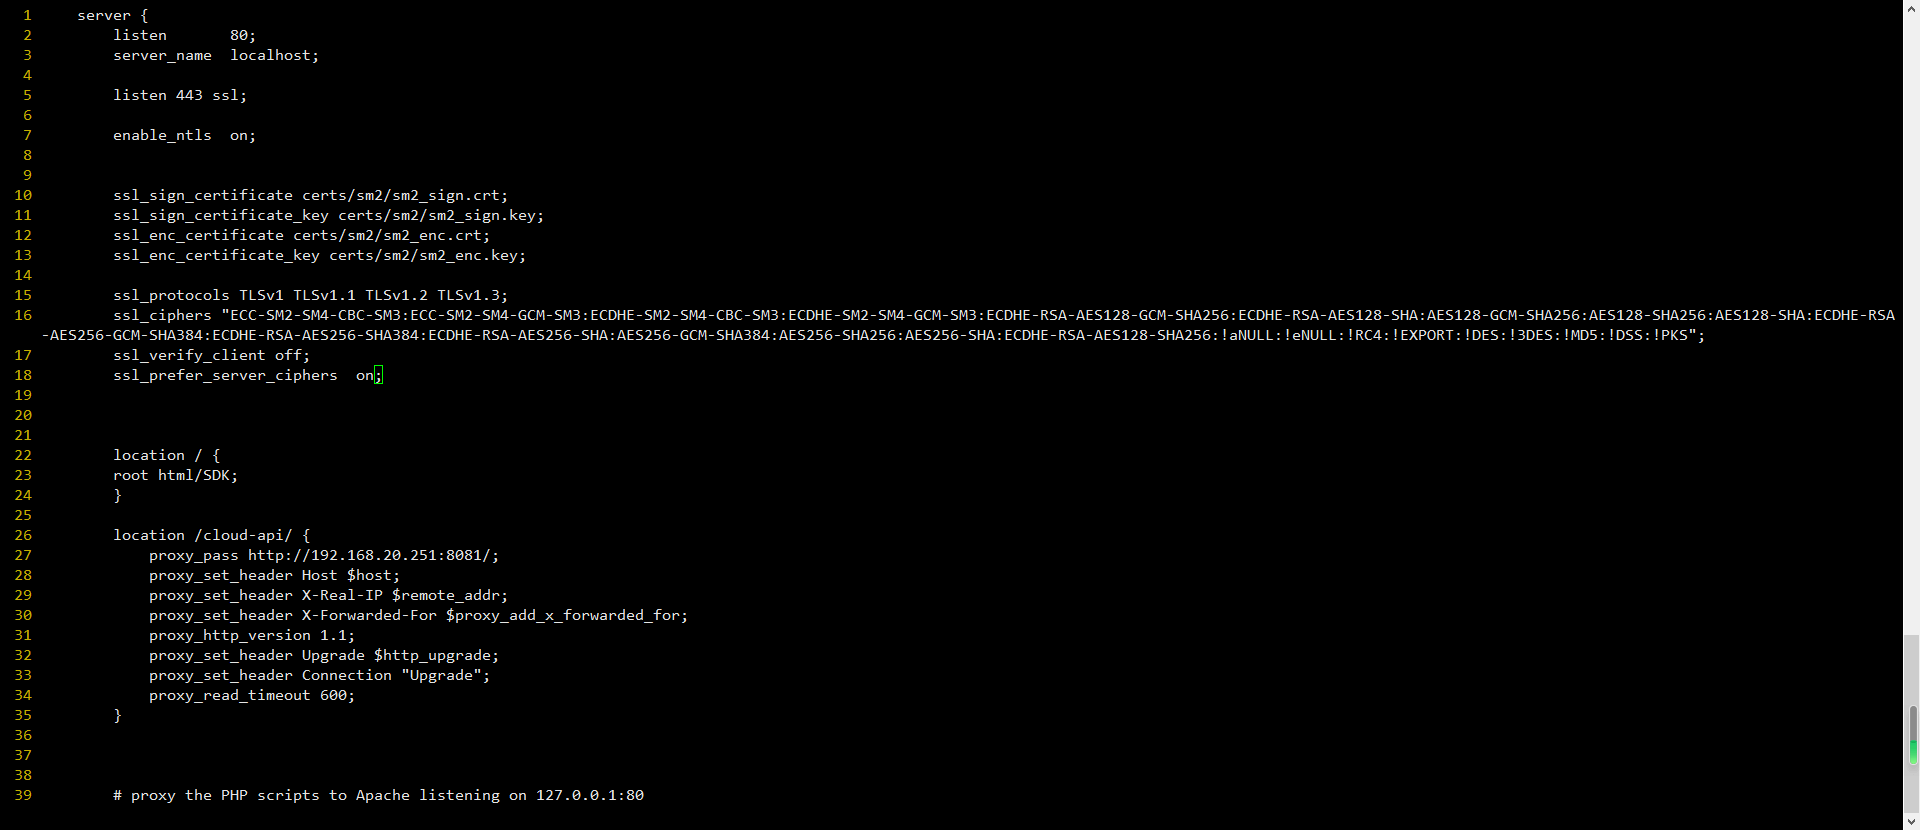 1     server {
2         listen       80;
3         server_name  localhost;
4
5         listen 443 ssl;
6
7         enable_ntls  on;
8
9
10         ssl_sign_certificate certs/sm2/sm2_sign.crt;
11         ssl_sign_certificate_key certs/sm2/sm2_sign.key;
12         ssl_enc_certificate certs/sm2/sm2_enc.crt;
13         ssl_enc_certificate_key certs/sm2/sm2_enc.key;
14
15         ssl_protocols TLSv1 TLSv1.1 TLSv1.2 TLSv1.3;
16         ssl_ciphers "ECC-SM2-SM4-CBC-SM3:ECC-SM2-SM4-GCM-SM3:ECDHE-SM2-SM4-CBC-SM3:ECDHE-SM2-SM4-GCM-SM3:ECDHE-RSA-AES128-GCM-SHA256:ECDHE-RSA-AES128-SHA:AES128-GCM-SHA256:AES128-SHA256:AES128-SHA:ECDHE-RSA
-AES256-GCM-SHA384:ECDHE-RSA-AES256-SHA384:ECDHE-RSA-AES256-SHA:AES256-GCM-SHA384:AES256-SHA256:AES256-SHA:ECDHE-RSA-AES128-SHA256:!aNULL:!eNULL:!RC4:!EXPORT:!DES:!3DES:!MD5:!DSS:!PKS";
17         ssl_verify_client off;
18         ssl_prefer_server_ciphers  on;
19
20
21
22         location / {
23         root html/SDK;
24         }
25
26         location /cloud-api/ {
27             proxy_pass http://192.168.20.251:8081/;
28             proxy_set_header Host $host;
29             proxy_set_header X-Real-IP $remote_addr;
30             proxy_set_header X-Forwarded-For $proxy_add_x_forwarded_for;
31             proxy_http_version 1.1;
32             proxy_set_header Upgrade $http_upgrade;
33             proxy_set_header Connection "Upgrade";
34             proxy_read_timeout 600;
35         }
36
37
38
39         # proxy the PHP scripts to Apache listening on 127.0.0.1:80